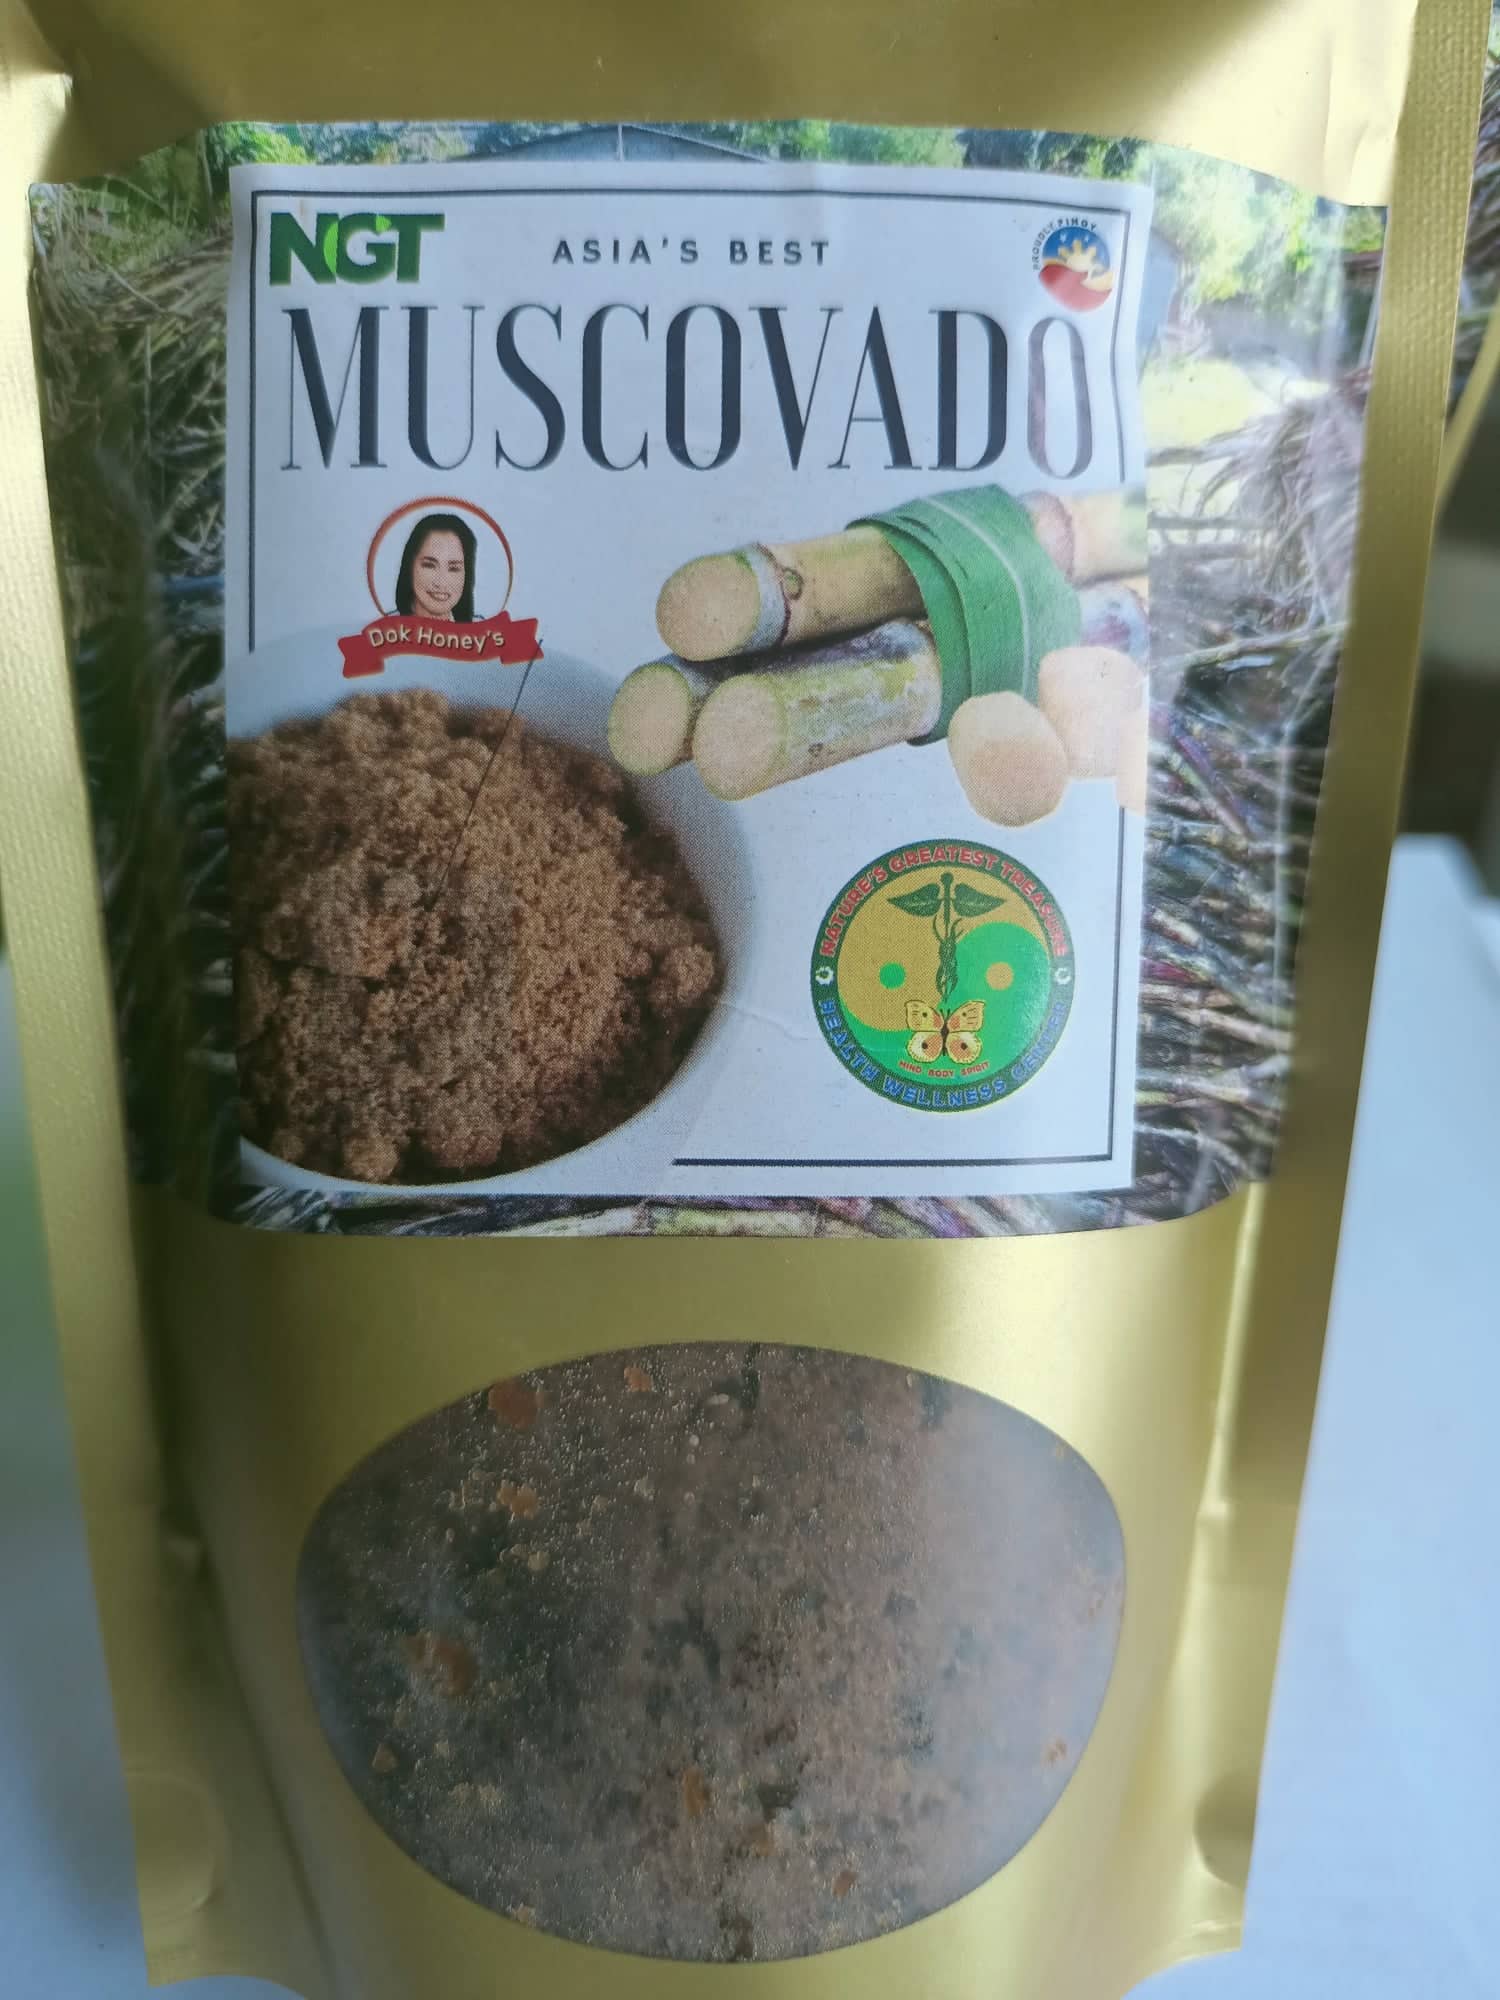 NGT
ASIA'S BEST
PROUDLY PINOY
MUSCOVADO
Dok Honey's
NATURE'S GREATEST TREASURE
MIND BODY SPIRIT
HEALTH WELLNESS CENTER